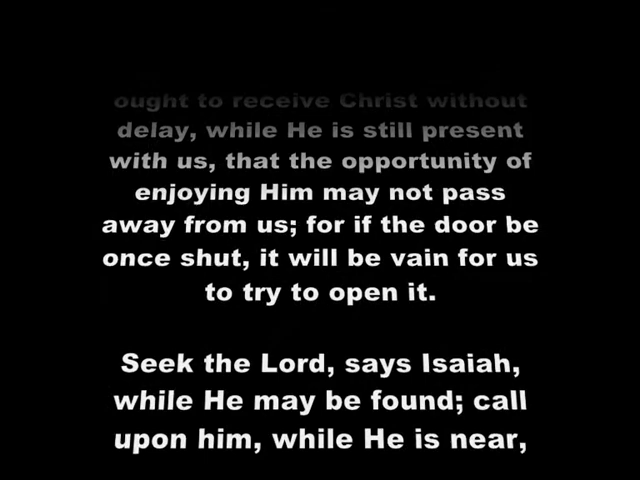 ought to receive Christ without
delay, while He is still present
with us, that the opportunity of
enjoying Him may not pass
away from us; for if the door be
once shut, it will be vain for us
to try to open it.
Seek the Lord, says Isaiah,
while He may be found; call
upon him, while He is near,